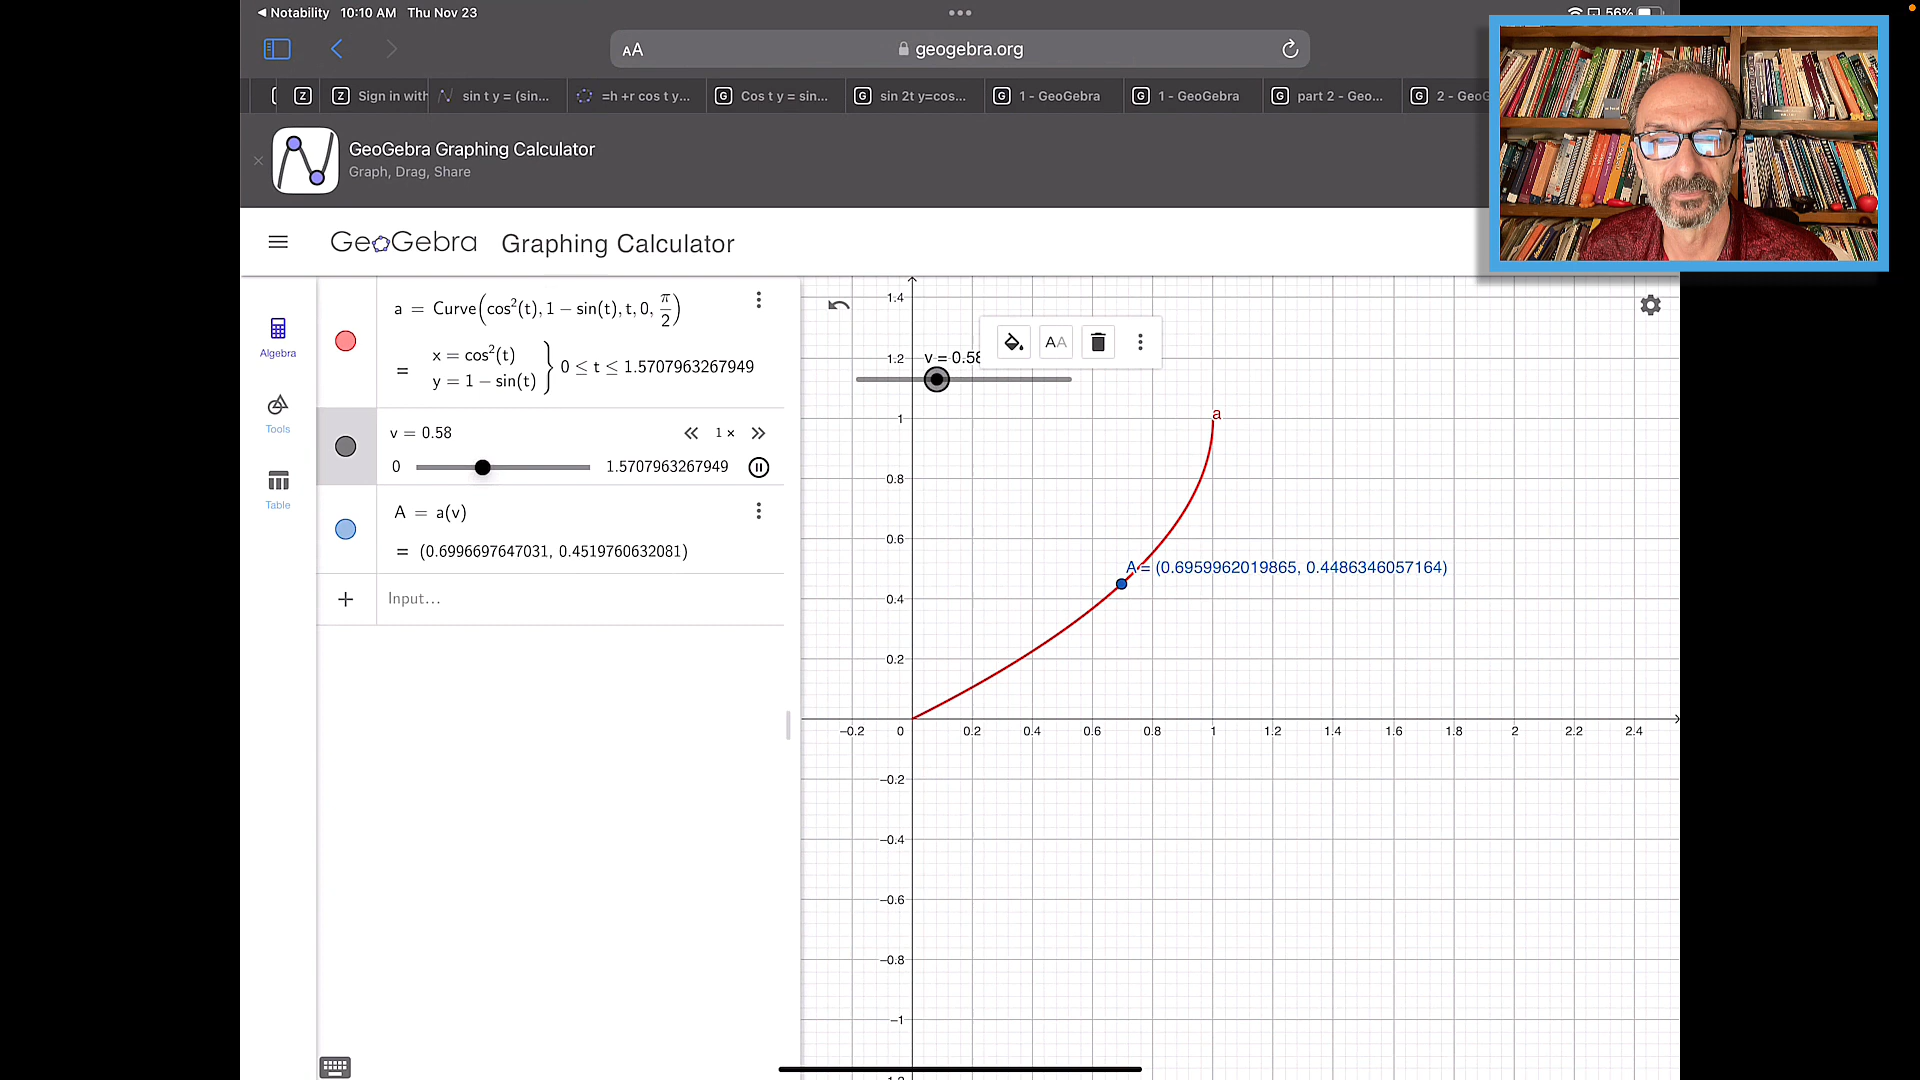 Notability 10:10 AM Thu Nov 23
56%
AA geogebra.org
Z
Z Sign in with
sin t y = (sin...
=h +r cos t y...
G Cos t y = sin...
G sin 2t y=cos...
G 1 - GeoGebra
G 1 - GeoGebra
G part 2 - Geo...
G 2 - GeoG
GeoGebra Graphing Calculator
Graph, Drag, Share
GeoGebra Graphing Calculator
Algebra
Tools
Table
a = Curve(cos²(t), 1 − sin(t), t, 0, π/2)
= x = cos²(t)
y = 1 − sin(t) } 0 ≤ t ≤ 1.5707963267949
v = 0.58 1 ×
0 1.5707963267949
A = a(v)
= (0.6996697647031, 0.4519760632081)
+ Input...
AA
v = 0.58
a
A = (0.6959962019865, 0.4486346057164)
1.4
1.2
1
0.8
0.6
0.4
0.2
−0.2 0 0.2 0.4 0.6 0.8 1 1.2 1.4 1.6 1.8 2 2.2 2.4
−0.2
−0.4
−0.6
−0.8
−1